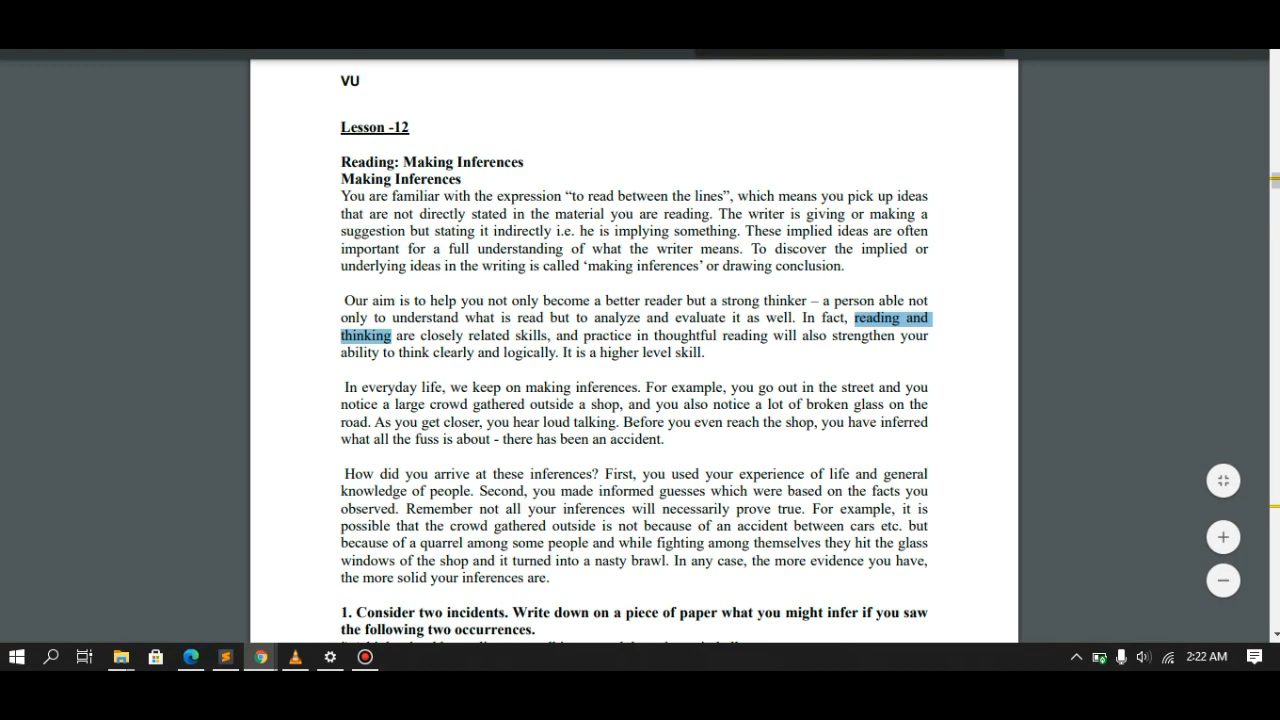 VU
Lesson -12
Reading: Making Inferences
Making Inferences
You are familiar with the expression “to read between the lines”, which means you pick up ideas
that are not directly stated in the material you are reading. The writer is giving or making a
suggestion but stating it indirectly i.e. he is implying something. These implied ideas are often
important for a full understanding of what the writer means. To discover the implied or
underlying ideas in the writing is called ‘making inferences’ or drawing conclusion.
Our aim is to help you not only become a better reader but a strong thinker – a person able not
only to understand what is read but to analyze and evaluate it as well. In fact, reading and
thinking are closely related skills, and practice in thoughtful reading will also strengthen your
ability to think clearly and logically. It is a higher level skill.
In everyday life, we keep on making inferences. For example, you go out in the street and you
notice a large crowd gathered outside a shop, and you also notice a lot of broken glass on the
road. As you get closer, you hear loud talking. Before you even reach the shop, you have inferred
what all the fuss is about - there has been an accident.
How did you arrive at these inferences? First, you used your experience of life and general
knowledge of people. Second, you made informed guesses which were based on the facts you
observed. Remember not all your inferences will necessarily prove true. For example, it is
possible that the crowd gathered outside is not because of an accident between cars etc. but
because of a quarrel among some people and while fighting among themselves they hit the glass
windows of the shop and it turned into a nasty brawl. In any case, the more evidence you have,
the more solid your inferences are.
1. Consider two incidents. Write down on a piece of paper what you might infer if you saw
the following two occurrences.
2:22 AM